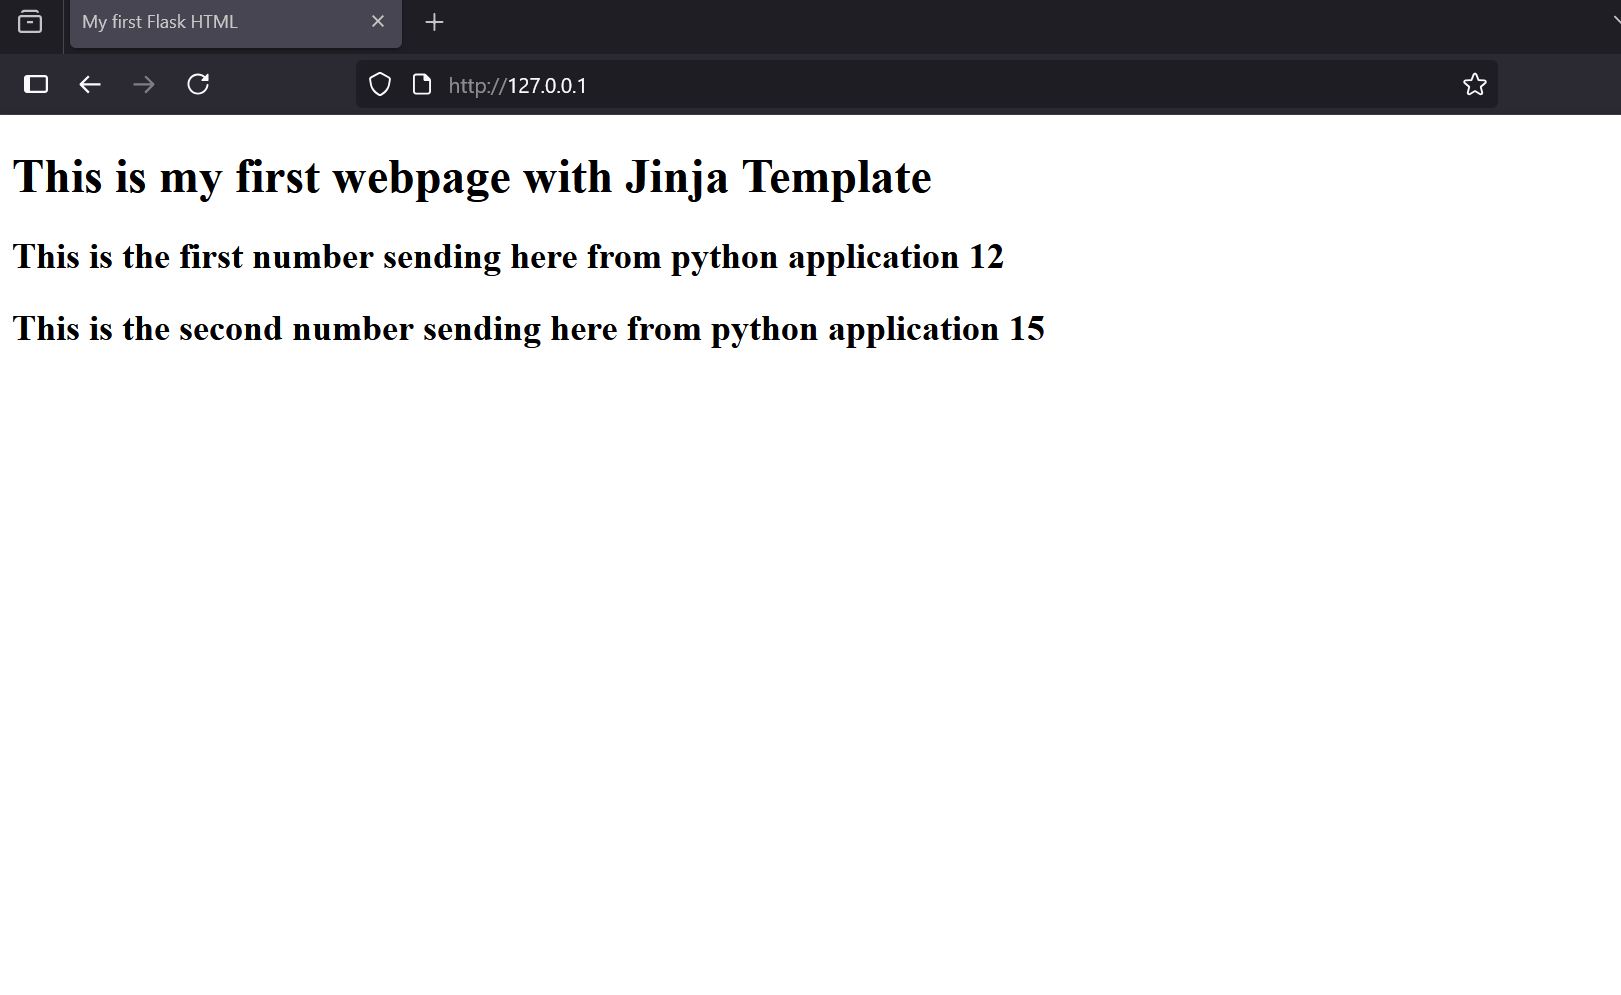 My first Flask HTML
http://127.0.0.1
This is my first webpage with Jinja Template
This is the first number sending here from python application 12
This is the second number sending here from python application 15